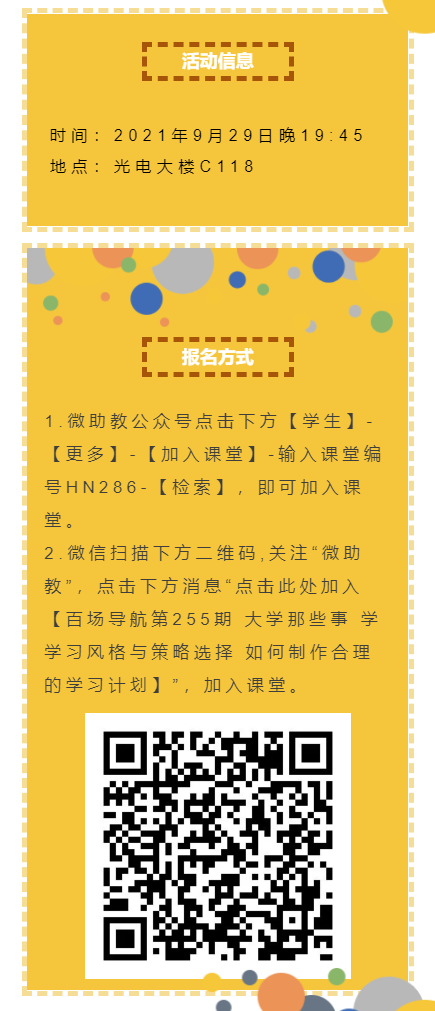 活动信息
时间：2021年9月29日晚19:45
地点：光电大楼C118
报名方式
1.微助教公众号点击下方【学生】-
【更多】-【加入课堂】-输入课堂编
号HN286-【检索】，即可加入课
堂。
2.微信扫描下方二维码,关注“微助
教”，点击下方消息“点击此处加入
【百场导航第255期 大学那些事 学
学习风格与策略选择 如何制作合理
的学习计划】”，加入课堂。